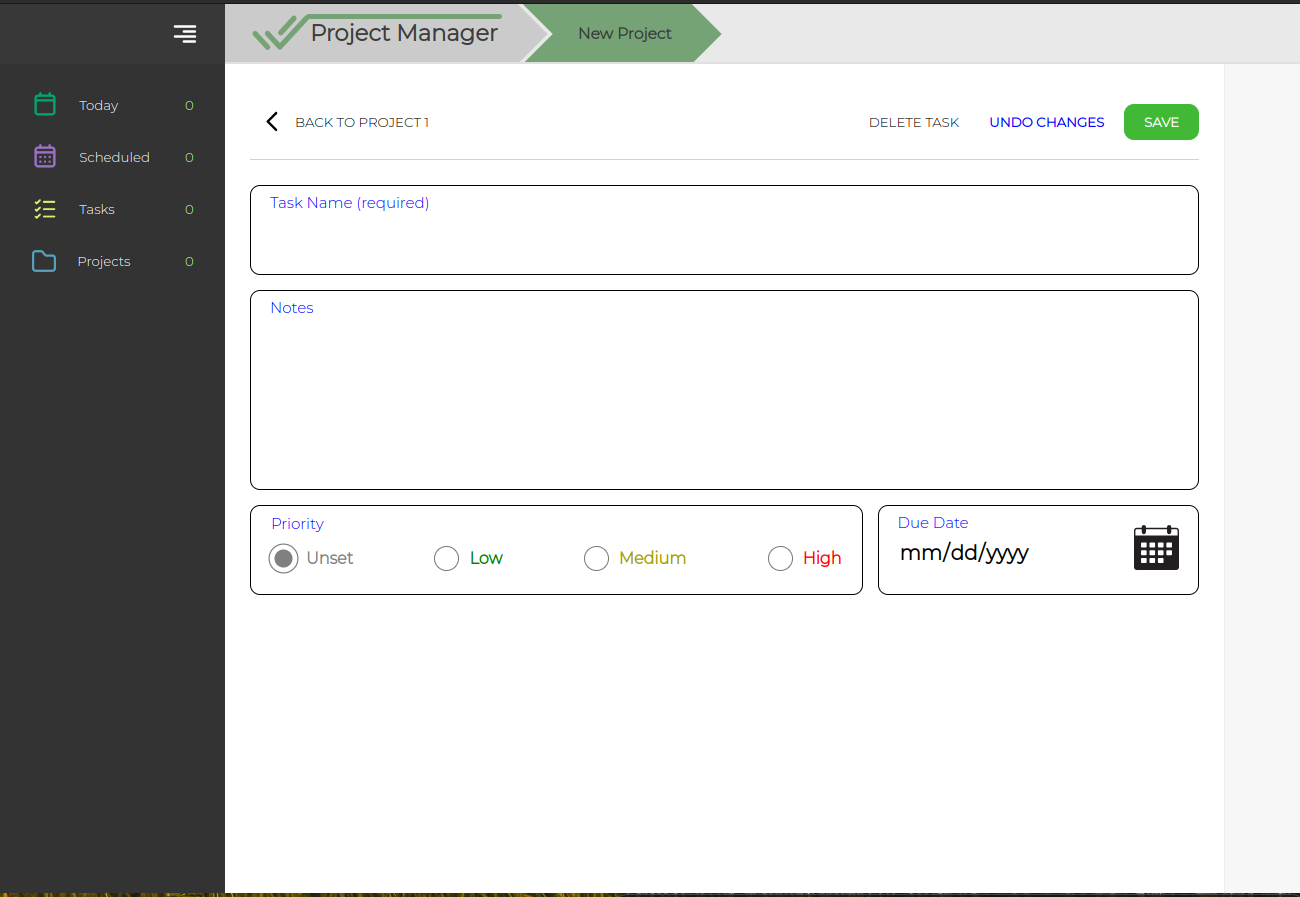 Project Manager
New Project
Today 0
Scheduled 0
Tasks 0
Projects 0
BACK TO PROJECT 1
DELETE TASK
UNDO CHANGES
SAVE
Task Name (required)
Notes
Priority
Unset
Low
Medium
High
Due Date
mm/dd/yyyy